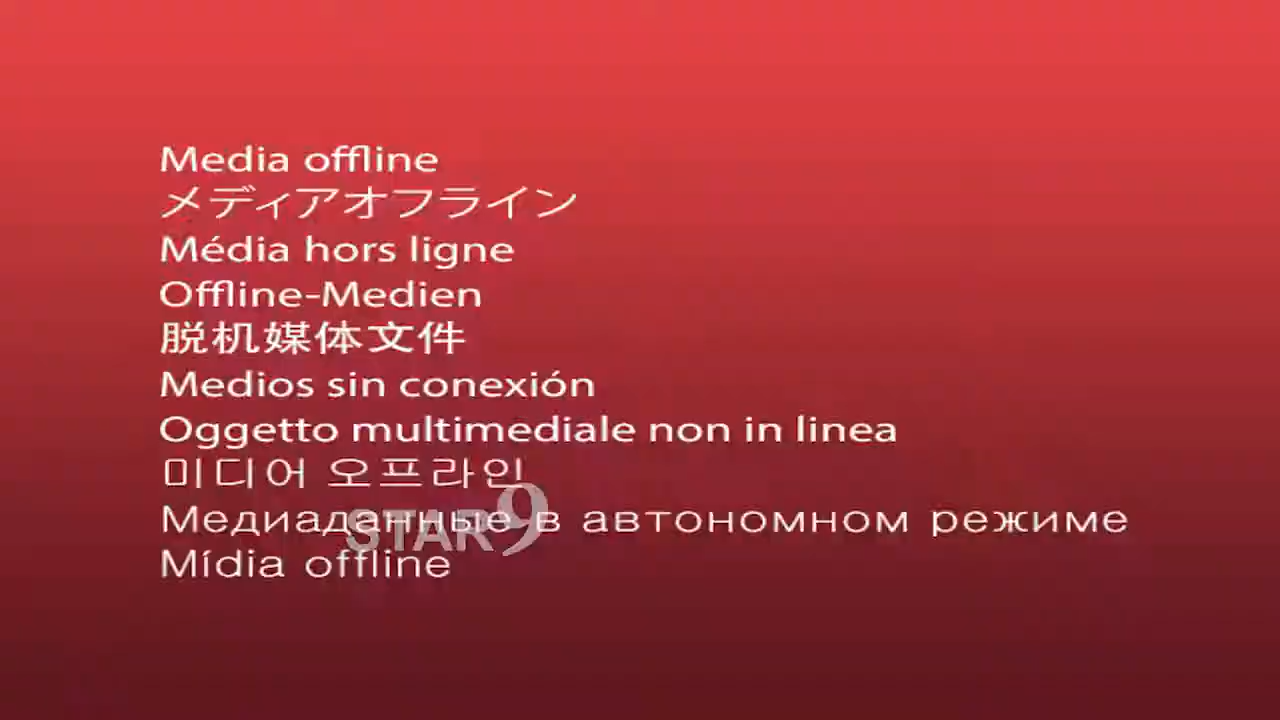 Media offline
メディアオフライン
Média hors ligne
Offline-Medien
脱机媒体文件
Medios sin conexión
Oggetto multimediale non in linea
미디어 오프라인
Медиаданные в автономном режиме
STAR9
Mídia offline